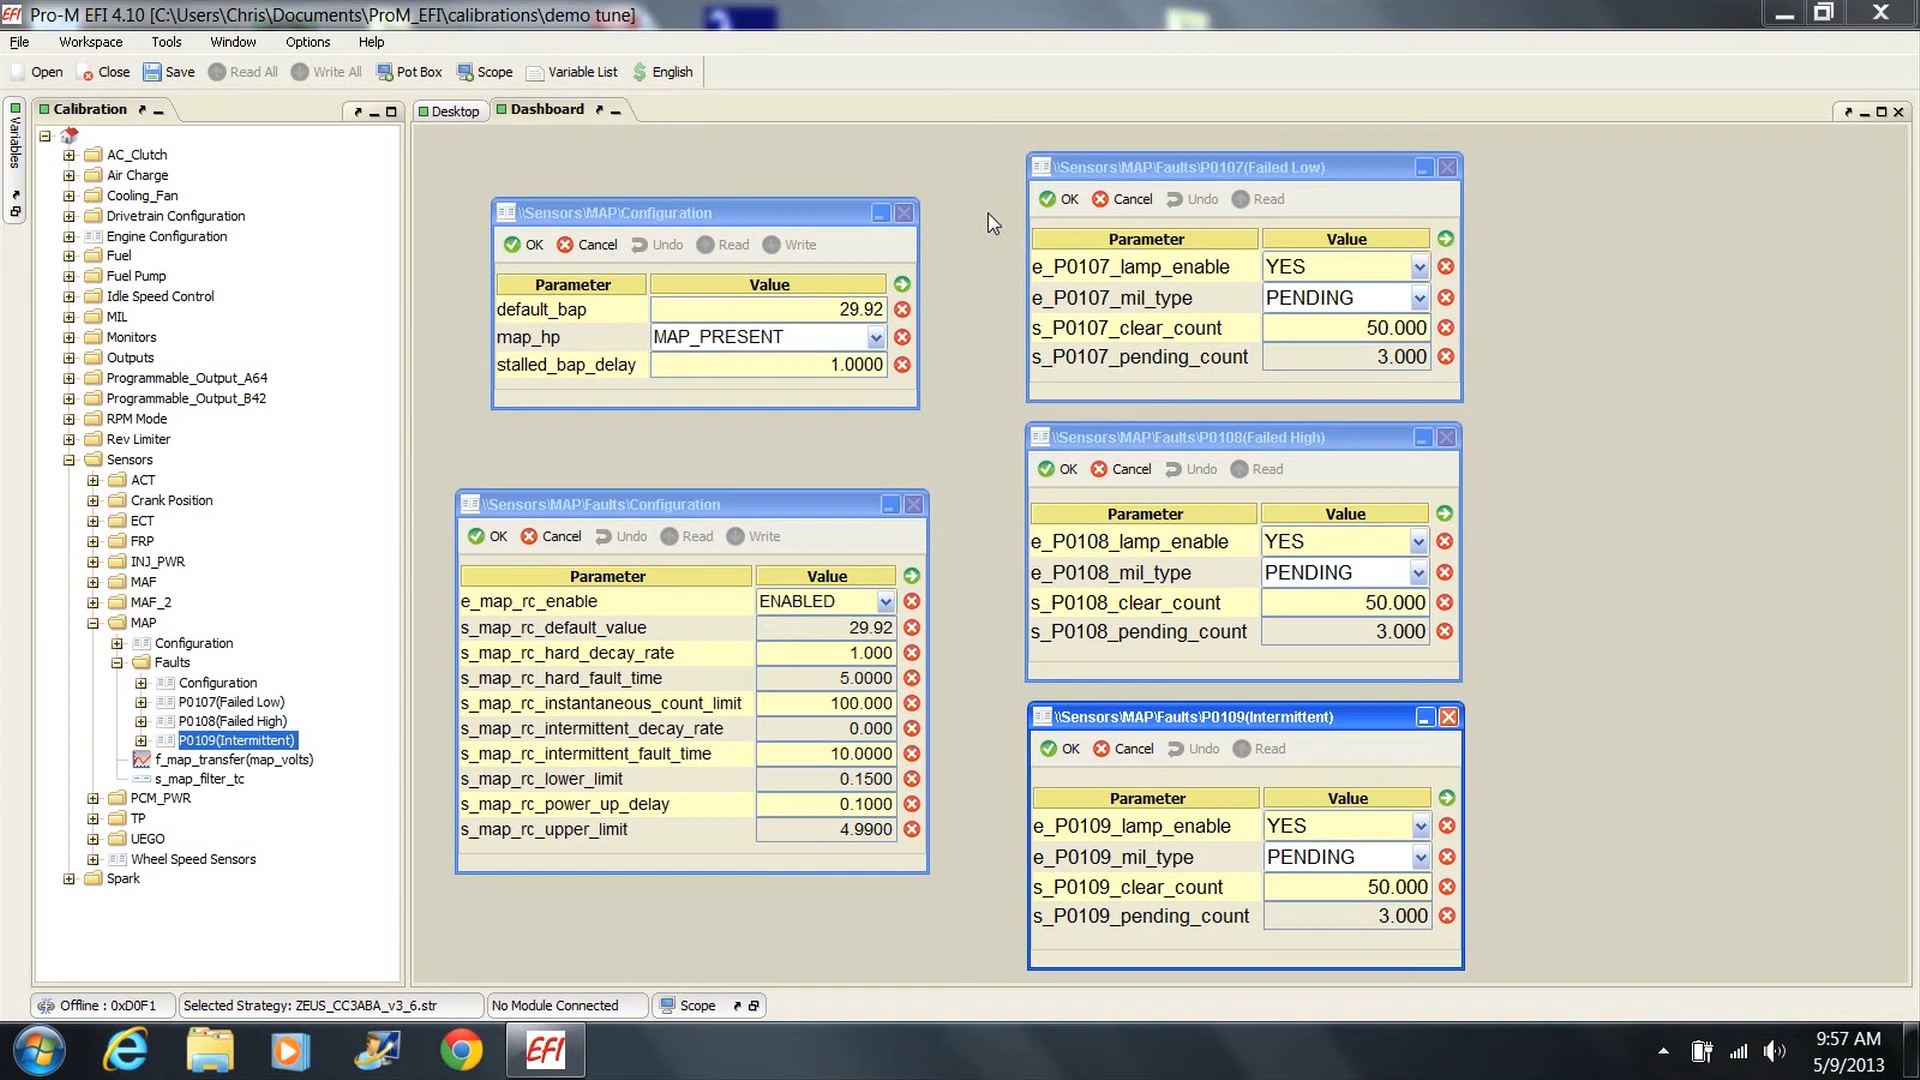 EFI Pro-M EFI 4.10 [C:\Users\Chris\Documents\ProM_EFI\calibrations\demo tune]
File Workspace Tools Window Options Help
Open Close Save Read All Write All Pot Box Scope Variable List English
Variables
Calibration
AC_Clutch
Air Charge
Cooling_Fan
Drivetrain Configuration
Engine Configuration
Fuel
Fuel Pump
Idle Speed Control
MIL
Monitors
Outputs
Programmable_Output_A64
Programmable_Output_B42
RPM Mode
Rev Limiter
Sensors
ACT
Crank Position
ECT
FRP
INJ_PWR
MAF
MAF_2
MAP
Configuration
Faults
Configuration
P0107(Failed Low)
P0108(Failed High)
P0109(Intermittent)
f_map_transfer(map_volts)
s_map_filter_tc
PCM_PWR
TP
UEGO
Wheel Speed Sensors
Spark
Desktop Dashboard
\\Sensors\MAP\Configuration
OK Cancel Undo Read Write
Parameter Value
default_bap 29.92
map_hp MAP_PRESENT
stalled_bap_delay 1.0000
\\Sensors\MAP\Faults\Configuration
OK Cancel Undo Read Write
Parameter Value
e_map_rc_enable ENABLED
s_map_rc_default_value 29.92
s_map_rc_hard_decay_rate 1.000
s_map_rc_hard_fault_time 5.0000
s_map_rc_instantaneous_count_limit 100.000
s_map_rc_intermittent_decay_rate 0.000
s_map_rc_intermittent_fault_time 10.0000
s_map_rc_lower_limit 0.1500
s_map_rc_power_up_delay 0.1000
s_map_rc_upper_limit 4.9900
\\Sensors\MAP\Faults\P0107(Failed Low)
OK Cancel Undo Read
Parameter Value
e_P0107_lamp_enable YES
e_P0107_mil_type PENDING
s_P0107_clear_count 50.000
s_P0107_pending_count 3.000
\\Sensors\MAP\Faults\P0108(Failed High)
OK Cancel Undo Read
Parameter Value
e_P0108_lamp_enable YES
e_P0108_mil_type PENDING
s_P0108_clear_count 50.000
s_P0108_pending_count 3.000
\\Sensors\MAP\Faults\P0109(Intermittent)
OK Cancel Undo Read
Parameter Value
e_P0109_lamp_enable YES
e_P0109_mil_type PENDING
s_P0109_clear_count 50.000
s_P0109_pending_count 3.000
Offline : 0xD0F1 Selected Strategy: ZEUS_CC3ABA_v3_6.str No Module Connected Scope
EFI
9:57 AM
5/9/2013